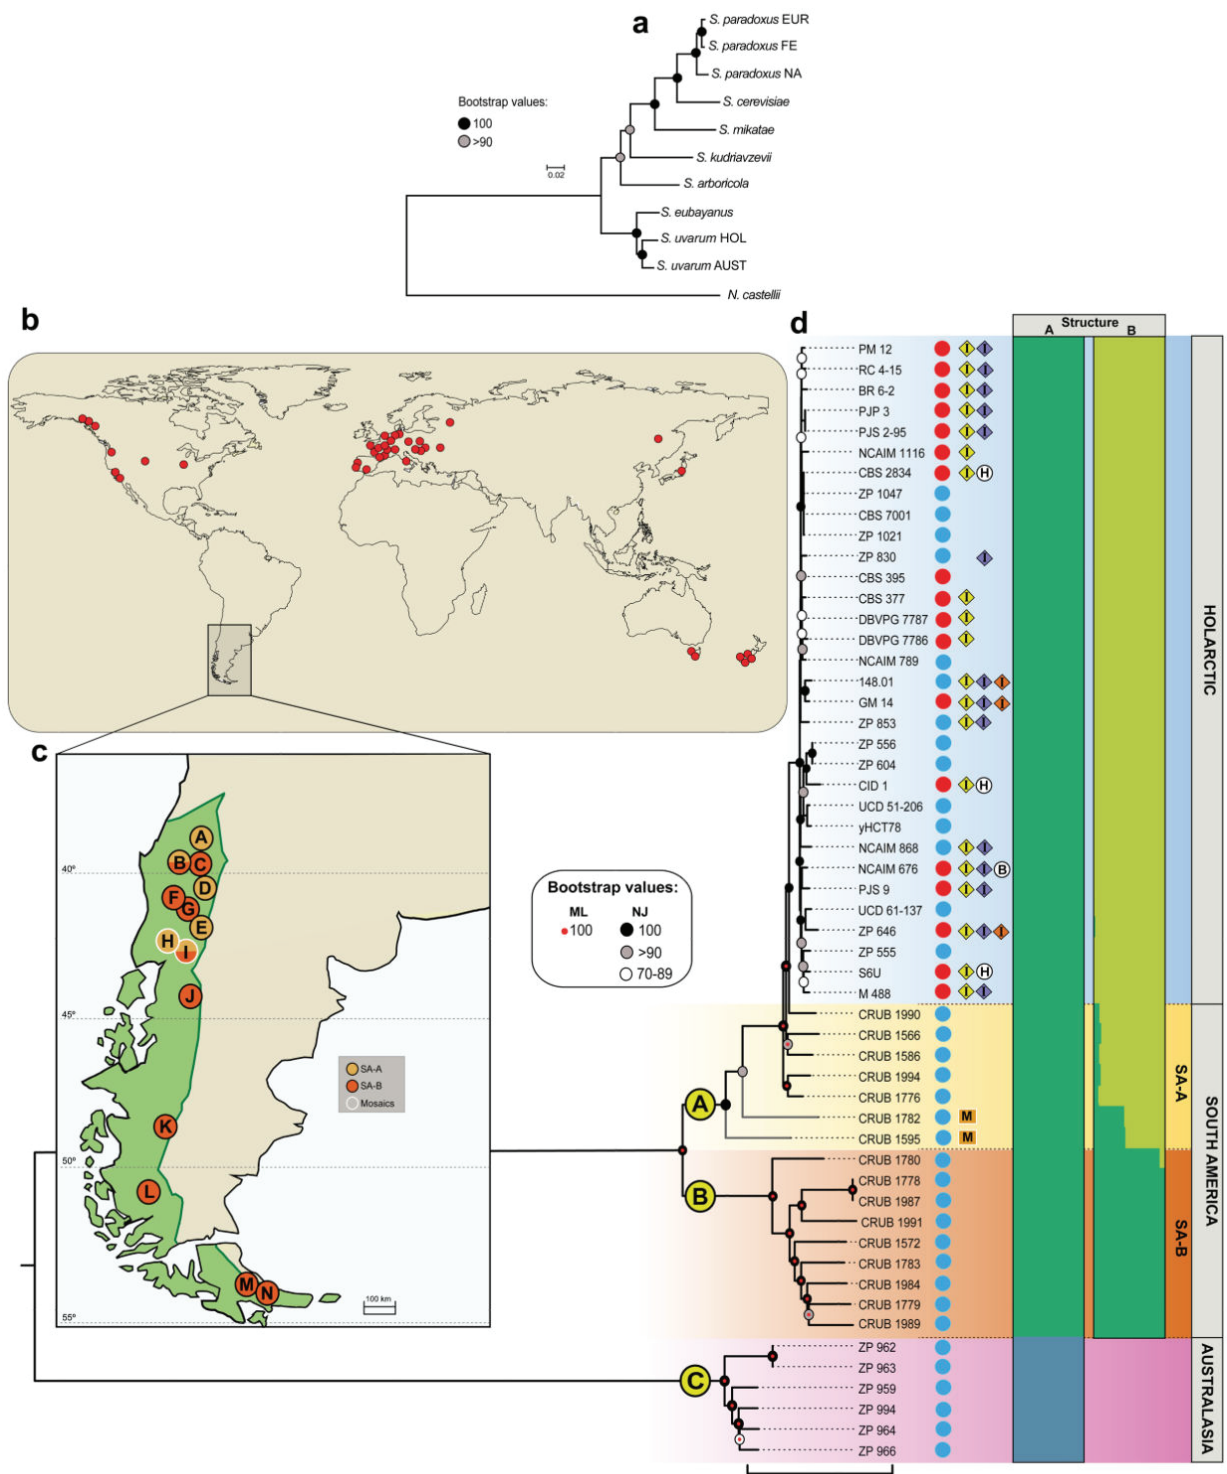 a
S. paradoxus EUR
S. paradoxus FE
S. paradoxus NA
S. cerevisiae
S. mikatae
S. kudriavzevii
S. arboricola
S. eubayanus
S. uvarum HOL
S. uvarum AUST
N. castellii
Bootstrap values:
100
>90
0.02
b
c
40º
45º
50º
55º
A
B
C
D
F
G
E
H
I
J
K
L
M
N
SA-A
SA-B
Mosaics
100 km
d
Structure
A B
PM 12 I I
RC 4-15 I I
BR 6-2 I I
PJP 3 I I
PJS 2-95 I I
NCAIM 1116 I
CBS 2834 I H
ZP 1047
CBS 7001
ZP 1021
ZP 830 I
CBS 395
CBS 377 I
DBVPG 7787 I
DBVPG 7786 I
NCAIM 789
148.01 I I I
GM 14 I I I
ZP 853 I I
ZP 556
ZP 604
CID 1 I H
UCD 51-206
yHCT78
NCAIM 868 I I
NCAIM 676 I I B
PJS 9 I I
UCD 61-137
ZP 646 I I I
ZP 555
S6U I H
M 488 I I
CRUB 1990
CRUB 1566
CRUB 1586
CRUB 1994
CRUB 1776
CRUB 1782 M
CRUB 1595 M
CRUB 1780
CRUB 1778
CRUB 1987
CRUB 1991
CRUB 1572
CRUB 1783
CRUB 1984
CRUB 1779
CRUB 1989
ZP 962
ZP 963
ZP 959
ZP 994
ZP 964
ZP 966
A
B
C
Bootstrap values:
ML NJ
100 100
>90
70-89
HOLARCTIC
SA-A
SA-B
SOUTH AMERICA
AUSTRALASIA